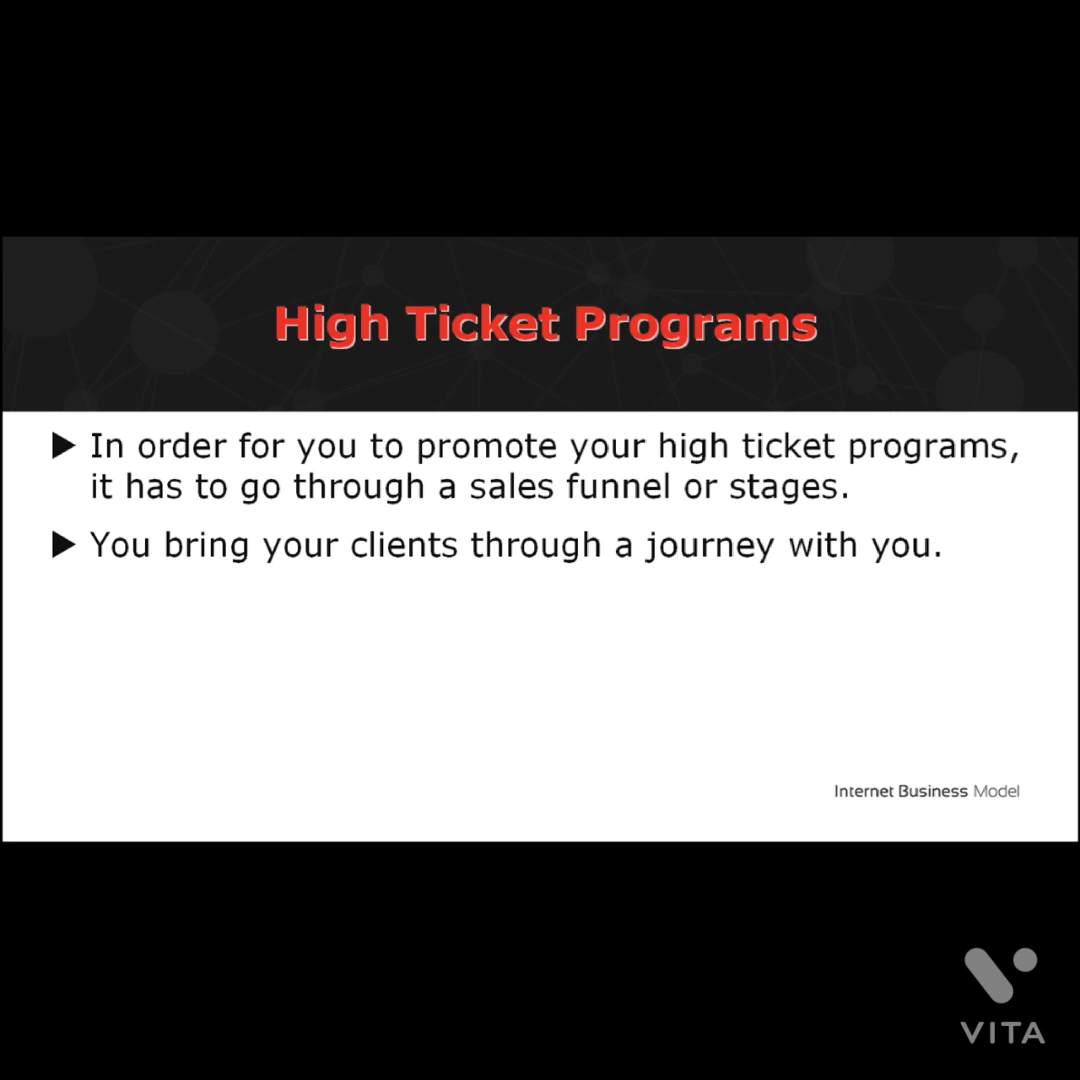 High Ticket Programs
▶ In order for you to promote your high ticket programs,
it has to go through a sales funnel or stages.
▶ You bring your clients through a journey with you.
Internet Business Model
VITA